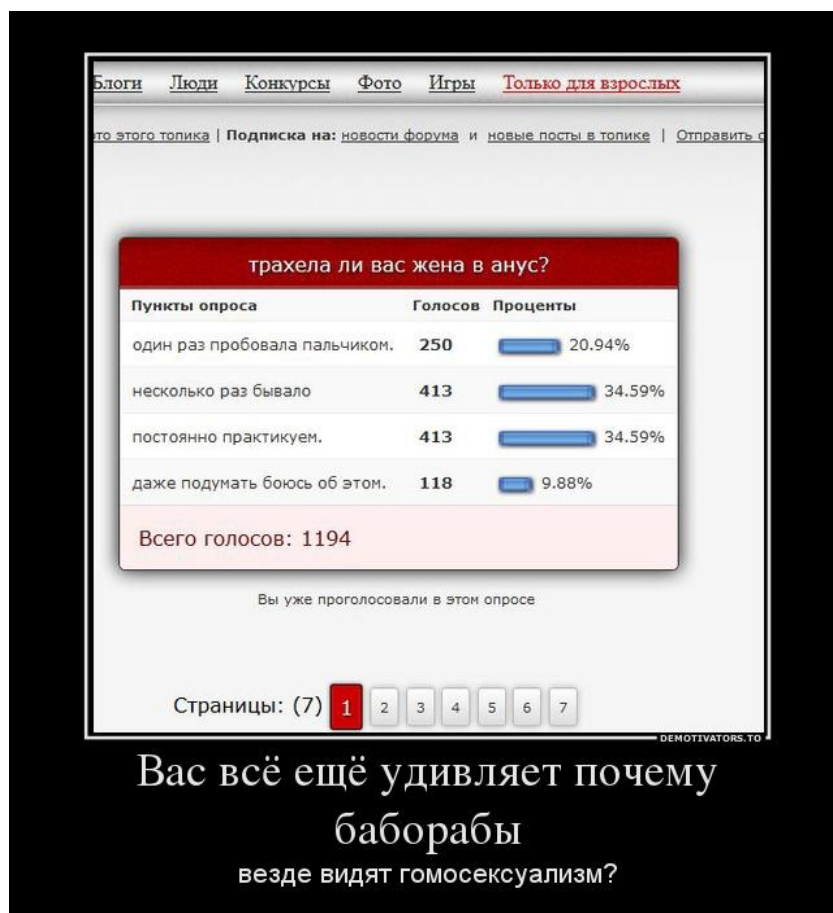 Блоги Люди Конкурсы Фото Игры Только для взрослых
то этого топика | Подписка на: новости форума и новые посты в топике | Отправить с
трахела ли вас жена в анус?
Пункты опроса Голосов Проценты
один раз пробовала пальчиком. 250 20.94%
несколько раз бывало 413 34.59%
постоянно практикуем. 413 34.59%
даже подумать боюсь об этом. 118 9.88%
Всего голосов: 1194
Вы уже проголосовали в этом опросе
Страницы: (7) 1 2 3 4 5 6 7
DEMOTIVATORS.TO
Вас всё ещё удивляет почему
баборабы
везде видят гомосексуализм?